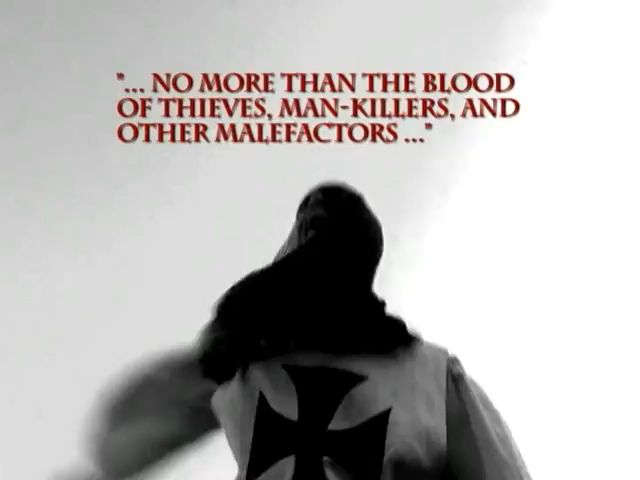 "... NO MORE THAN THE BLOOD
OF THIEVES, MAN-KILLERS, AND
OTHER MALEFACTORS ..."